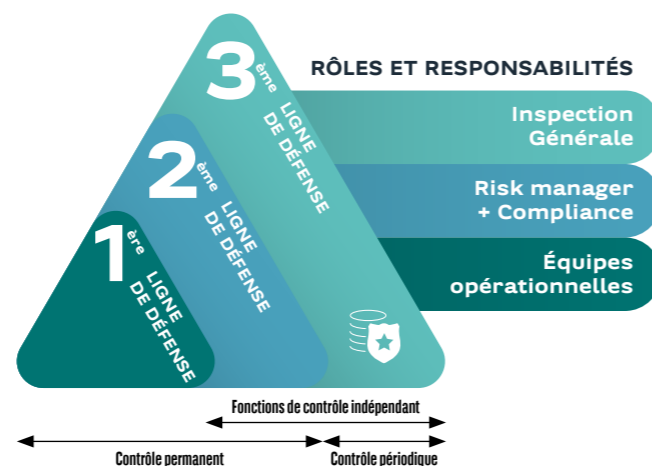 3ème
LIGNE
DE DÉFENSE
2ème
LIGNE
DE DÉFENSE
1ère
LIGNE
DE DÉFENSE
RÔLES ET RESPONSABILITÉS
Inspection
Générale
Risk manager
+ Compliance
Équipes
opérationnelles
Fonctions de contrôle indépendant
Contrôle permanent
Contrôle périodique